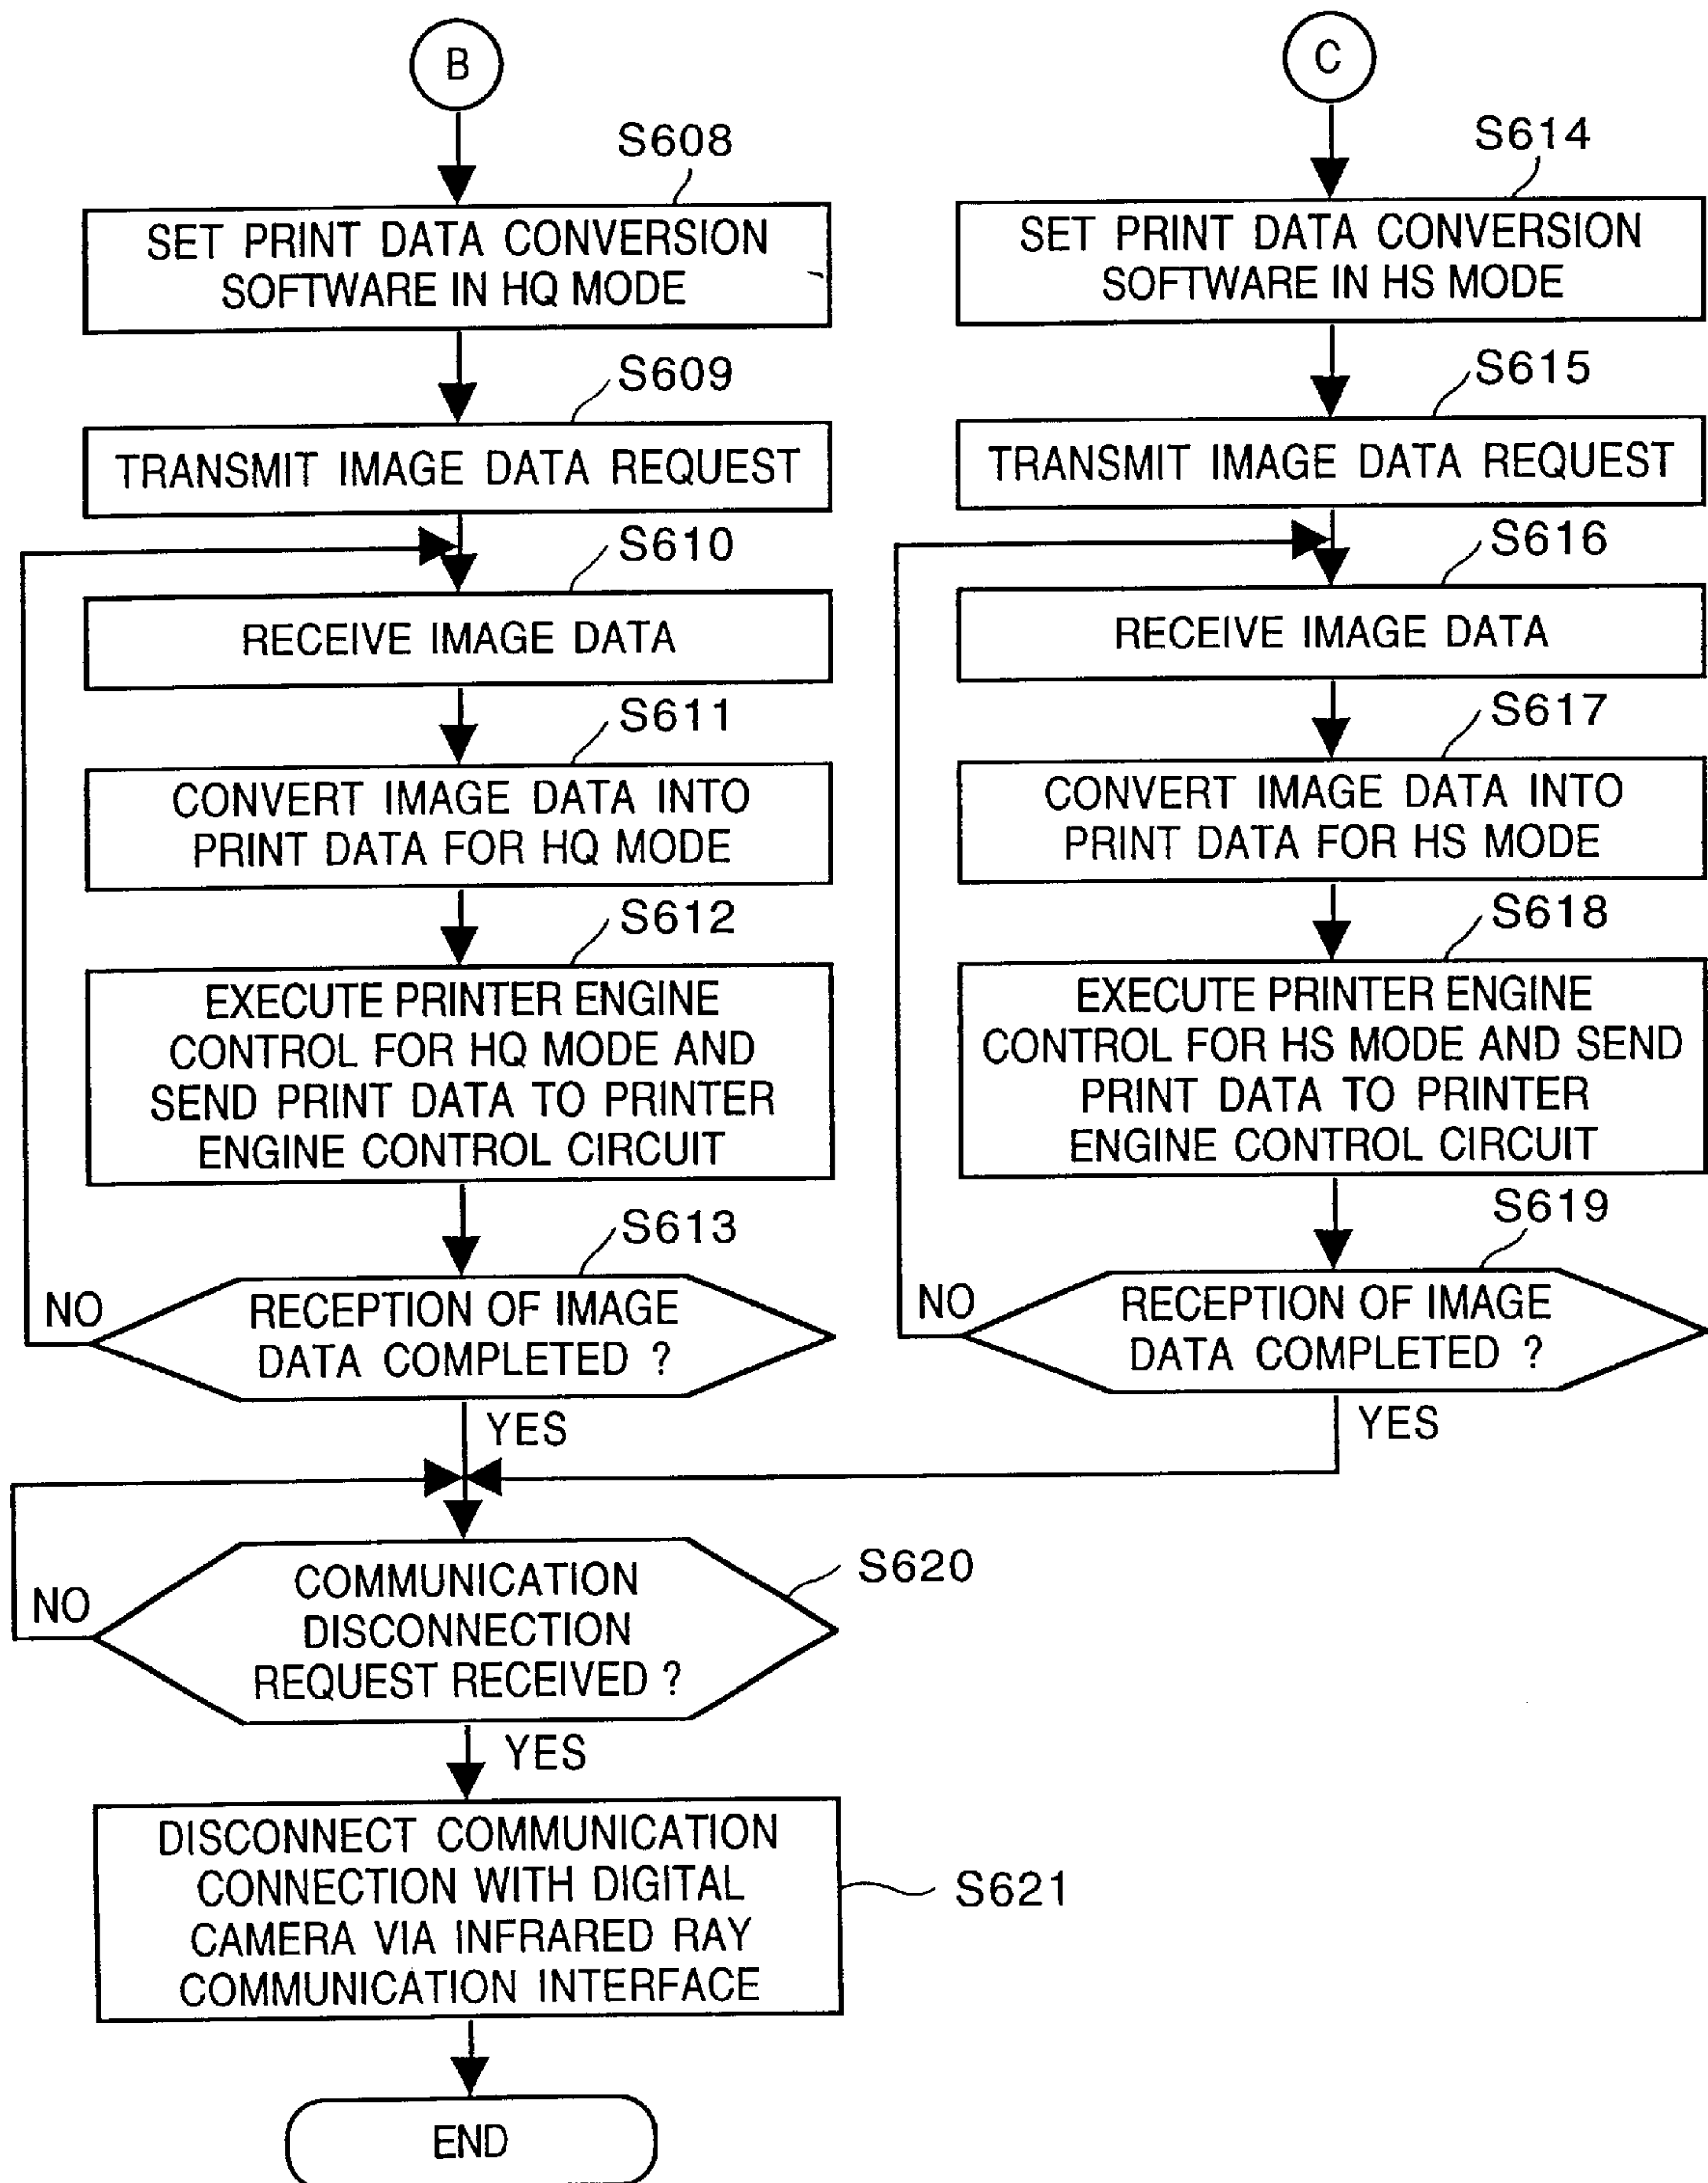 B
S608
SET PRINT DATA CONVERSION
SOFTWARE IN HQ MODE
S609
TRANSMIT IMAGE DATA REQUEST
S610
RECEIVE IMAGE DATA
S611
CONVERT IMAGE DATA INTO
PRINT DATA FOR HQ MODE
S612
EXECUTE PRINTER ENGINE
CONTROL FOR HQ MODE AND
SEND PRINT DATA TO PRINTER
ENGINE CONTROL CIRCUIT
S613
NO
RECEPTION OF IMAGE
DATA COMPLETED ?
YES
C
S614
SET PRINT DATA CONVERSION
SOFTWARE IN HS MODE
S615
TRANSMIT IMAGE DATA REQUEST
S616
RECEIVE IMAGE DATA
S617
CONVERT IMAGE DATA INTO
PRINT DATA FOR HS MODE
S618
EXECUTE PRINTER ENGINE
CONTROL FOR HS MODE AND SEND
PRINT DATA TO PRINTER
ENGINE CONTROL CIRCUIT
S619
NO
RECEPTION OF IMAGE
DATA COMPLETED ?
YES
S620
NO
COMMUNICATION
DISCONNECTION
REQUEST RECEIVED ?
YES
DISCONNECT COMMUNICATION
CONNECTION WITH DIGITAL
CAMERA VIA INFRARED RAY
COMMUNICATION INTERFACE
S621
END